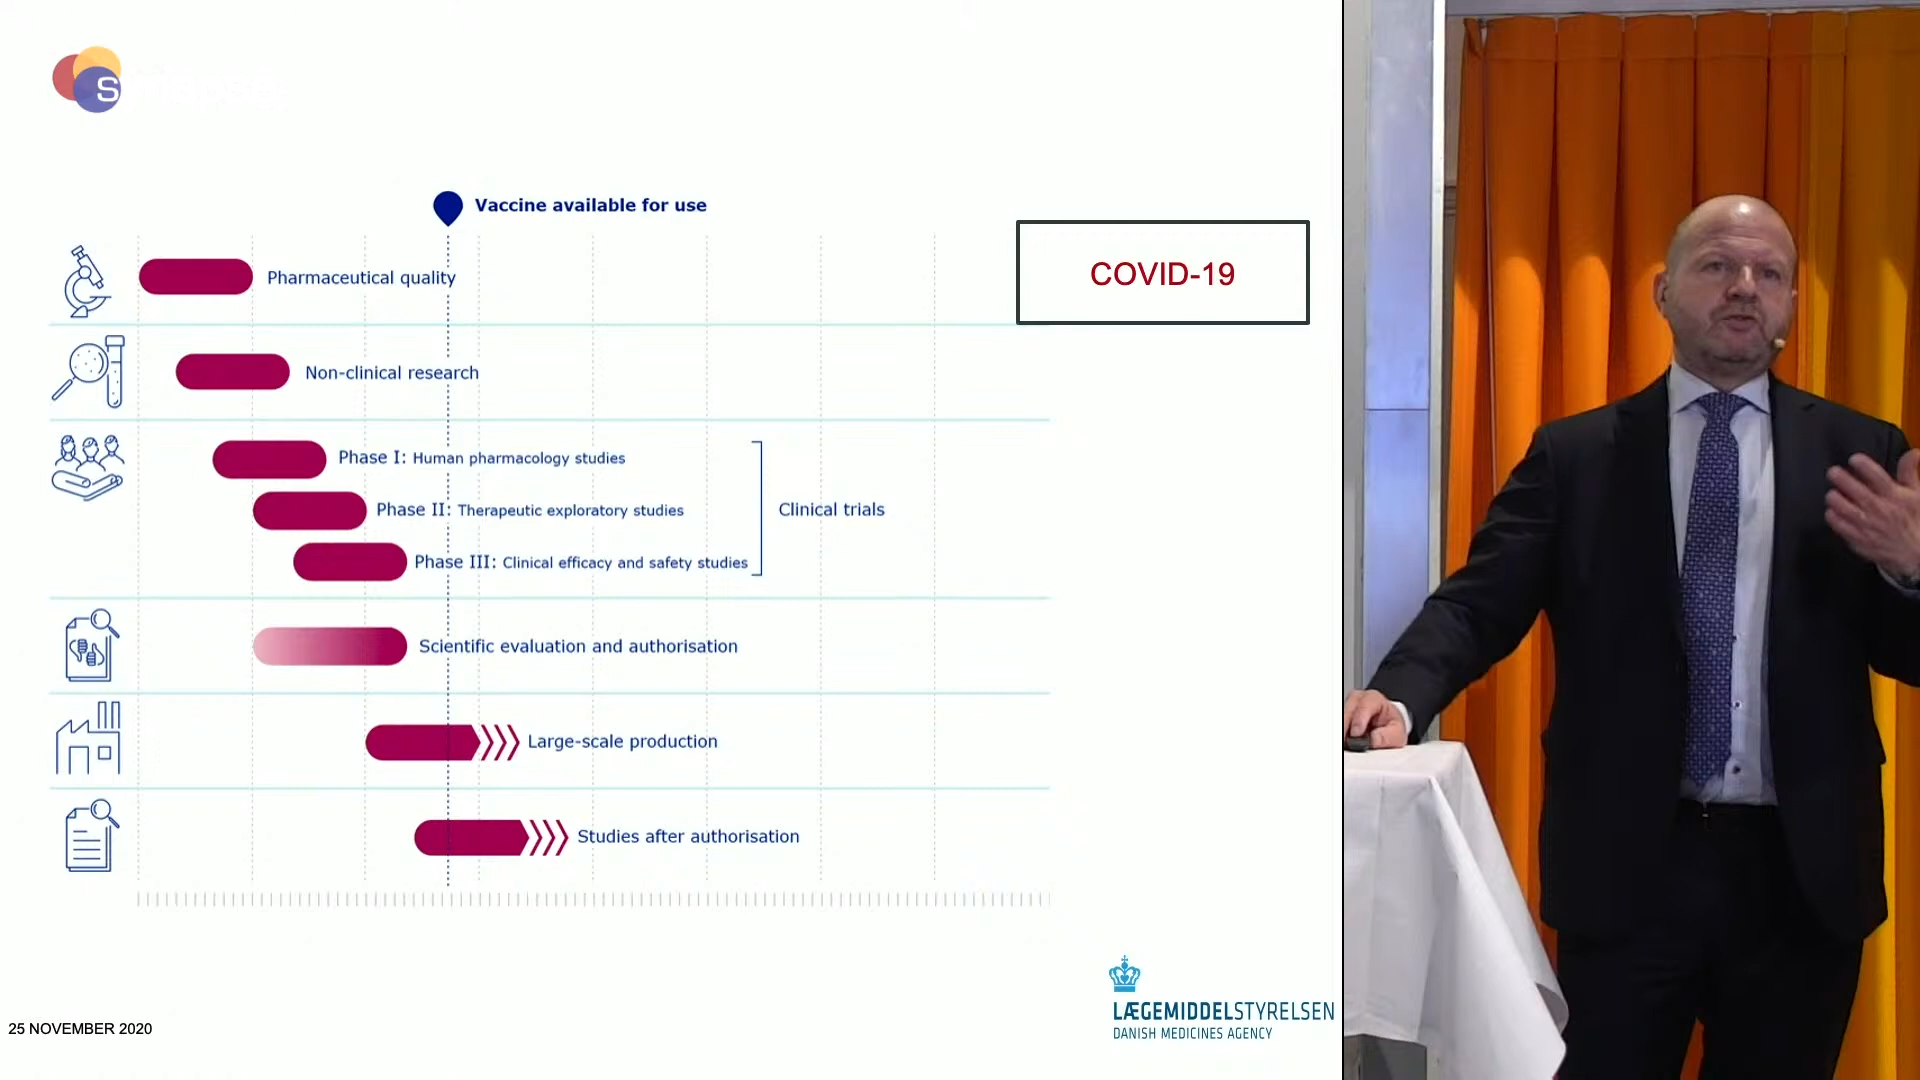 Vaccine available for use
COVID-19
Pharmaceutical quality
Non-clinical research
Phase I: Human pharmacology studies
Phase II: Therapeutic exploratory studies
Clinical trials
Phase III: Clinical efficacy and safety studies
Scientific evaluation and authorisation
Large-scale production
Studies after authorisation
LÆGEMIDDELSTYRELSEN
DANISH MEDICINES AGENCY
25 NOVEMBER 2020